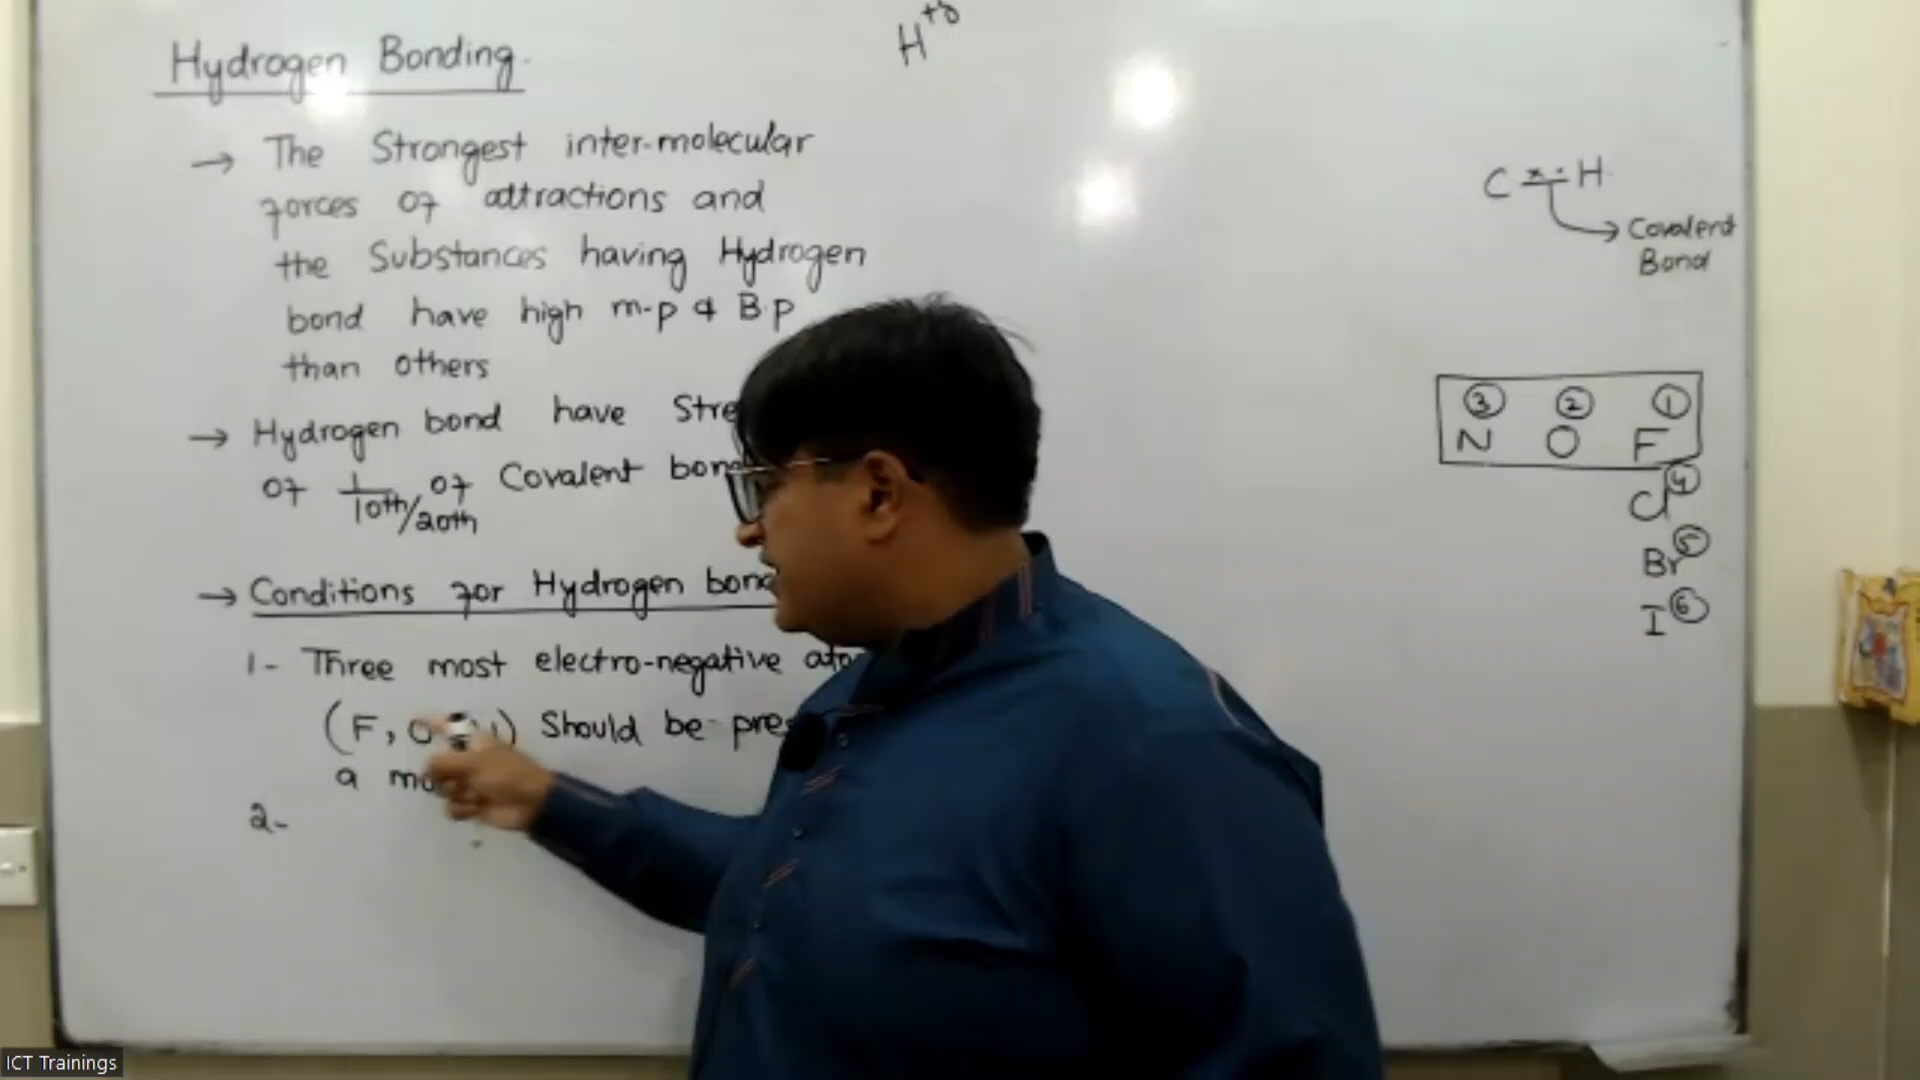 Hydrogen Bonding.
→ The Strongest inter-molecular
forces of attractions and
the Substances having Hydrogen
bond have high m.p & B.p
than others
→ Hydrogen bond have
of 1/10th/20th of Covalent
→ Conditions for Hydrogen
1- Three most electro-negative
(F, Should be
a
2-
H+δ
C ×· H
→ Covalent
Bond
③ ② ①
N O F
Cl ④
Br ⑤
I ⑥
ICT Trainings